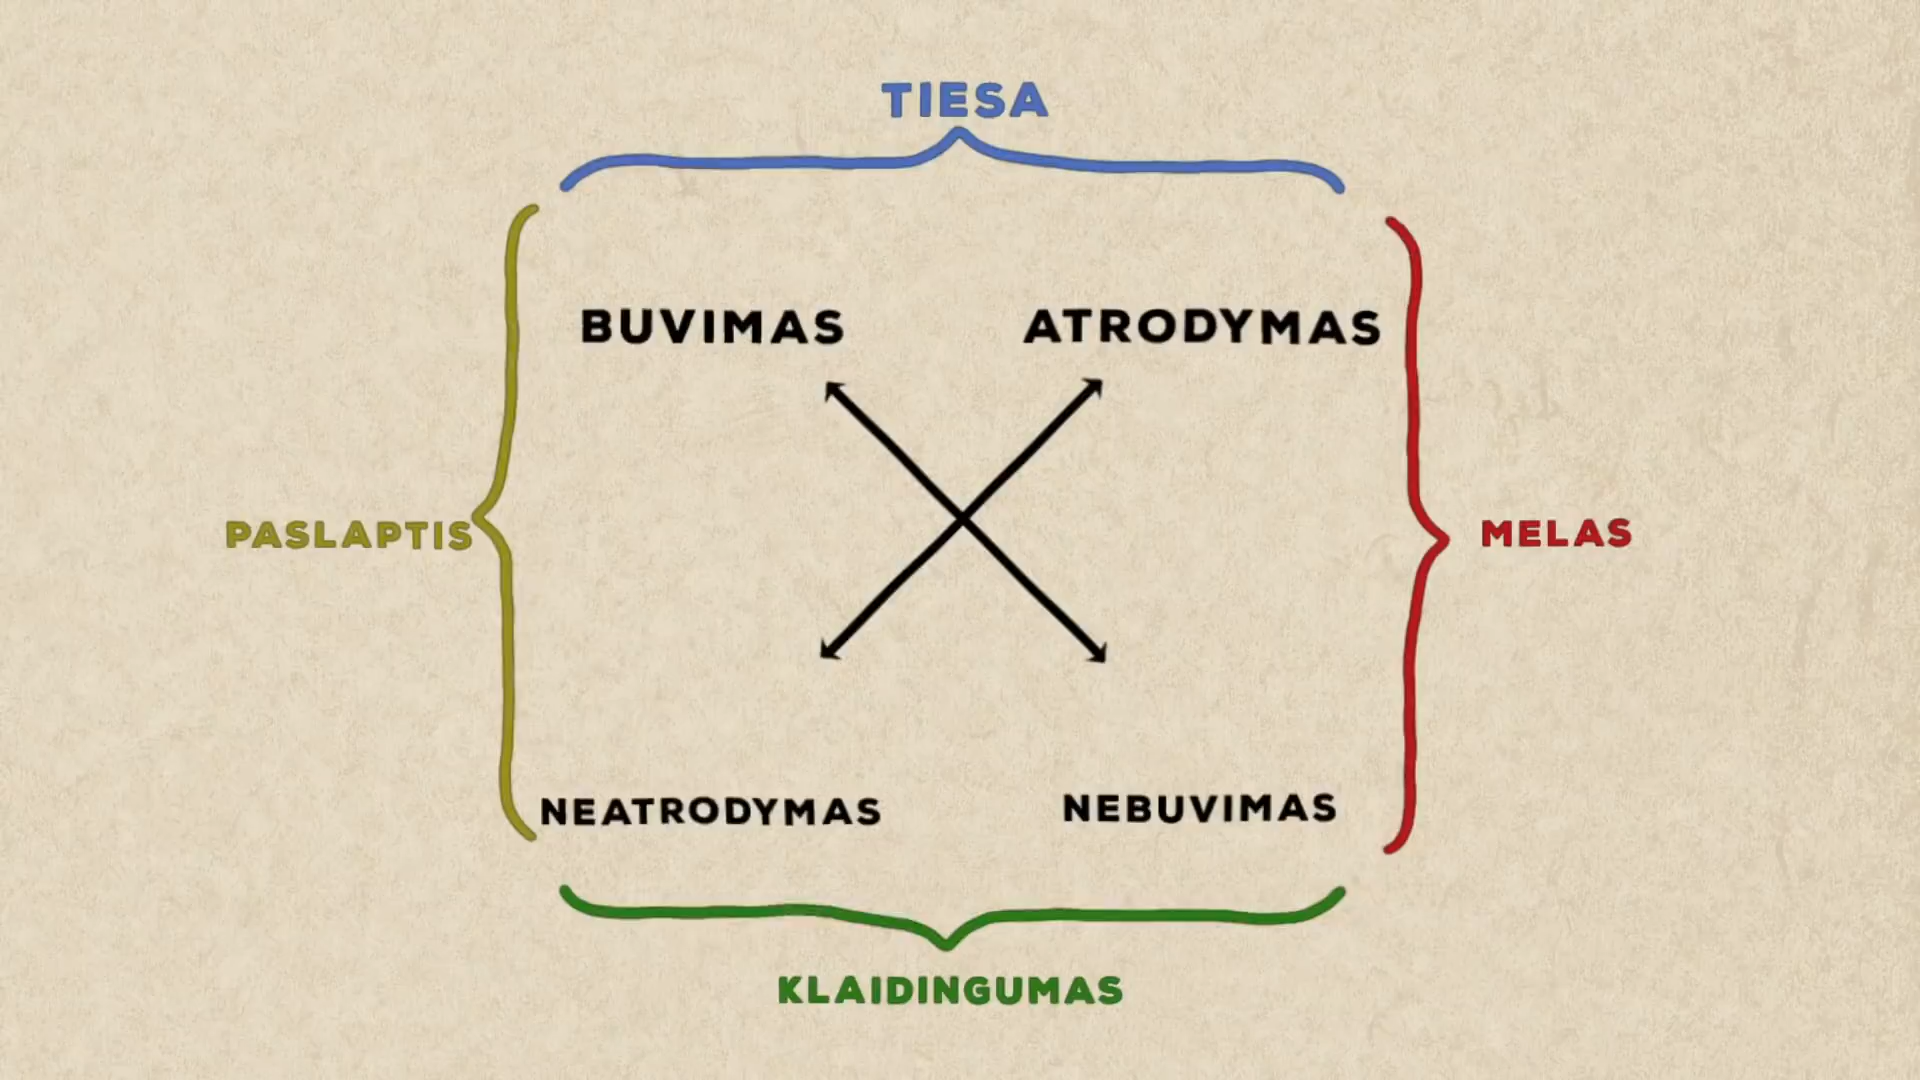 TIESA
BUVIMAS
ATRODYMAS
PASLAPTIS
MELAS
NEATRODYMAS
NEBUVIMAS
KLAIDINGUMAS